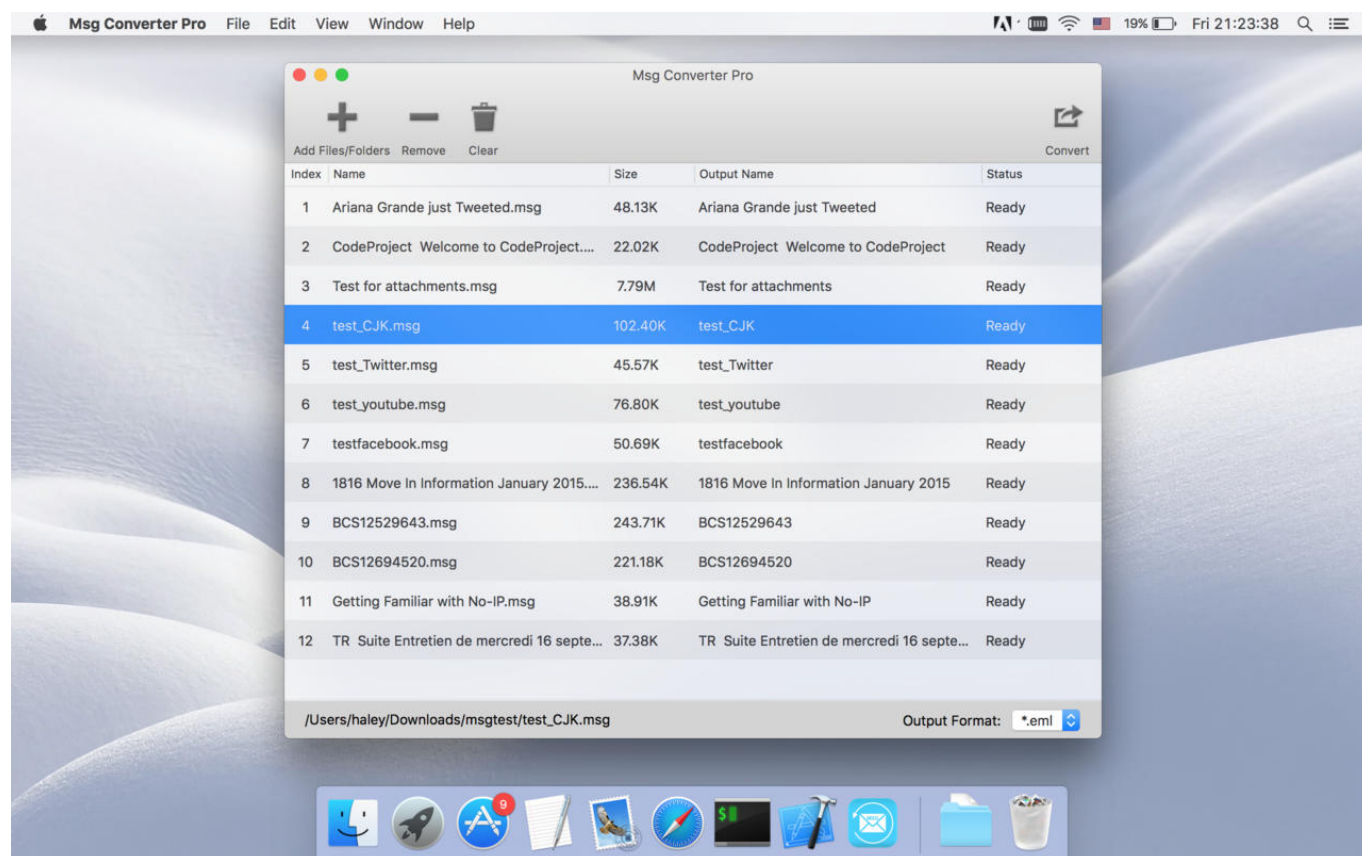 Msg Converter Pro File Edit View Window Help 19% Fri 21:23:38
Msg Converter Pro
Add Files/Folders Remove Clear Convert
Index Name Size Output Name Status
1 Ariana Grande just Tweeted.msg 48.13K Ariana Grande just Tweeted Ready
2 CodeProject Welcome to CodeProject.... 22.02K CodeProject Welcome to CodeProject Ready
3 Test for attachments.msg 7.79M Test for attachments Ready
4 test_CJK.msg 102.40K test_CJK Ready
5 test_Twitter.msg 45.57K test_Twitter Ready
6 test_youtube.msg 76.80K test_youtube Ready
7 testfacebook.msg 50.69K testfacebook Ready
8 1816 Move In Information January 2015.... 236.54K 1816 Move In Information January 2015 Ready
9 BCS12529643.msg 243.71K BCS12529643 Ready
10 BCS12694520.msg 221.18K BCS12694520 Ready
11 Getting Familiar with No-IP.msg 38.91K Getting Familiar with No-IP Ready
12 TR Suite Entretien de mercredi 16 septe... 37.38K TR Suite Entretien de mercredi 16 septe... Ready
/Users/haley/Downloads/msgtest/test_CJK.msg Output Format: *.eml
9
$